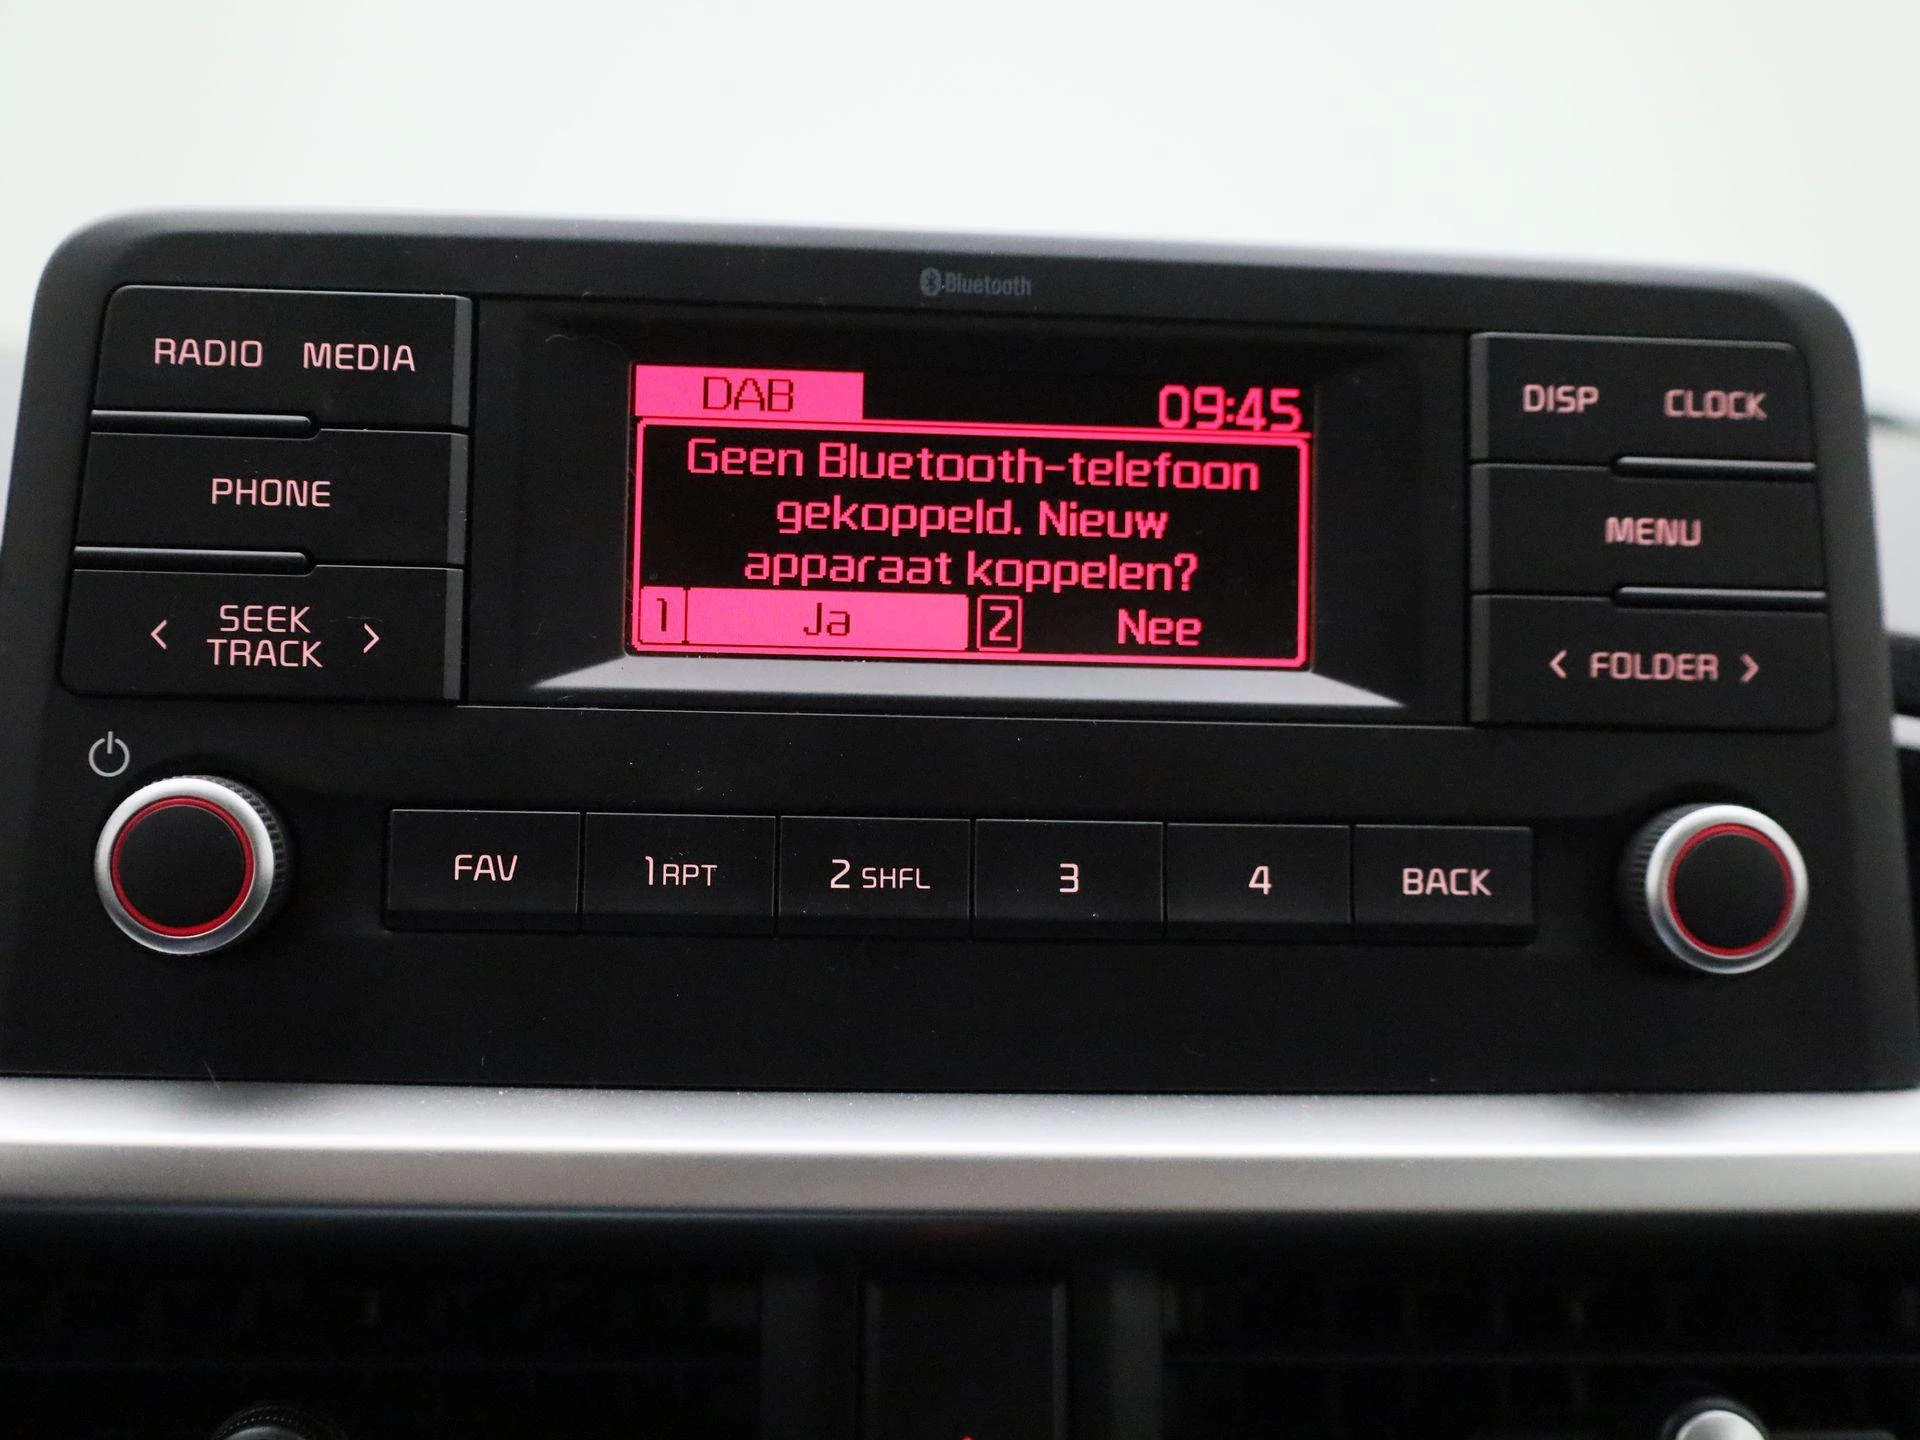 Bluetooth
RADIO MEDIA
PHONE
< SEEK TRACK >
DAB 09:45
Geen Bluetooth-telefoon
gekoppeld. Nieuw
apparaat koppelen?
1 Ja 2 Nee
DISP CLOCK
MENU
< FOLDER >
FAV 1 RPT 2 SHFL 3 4 BACK